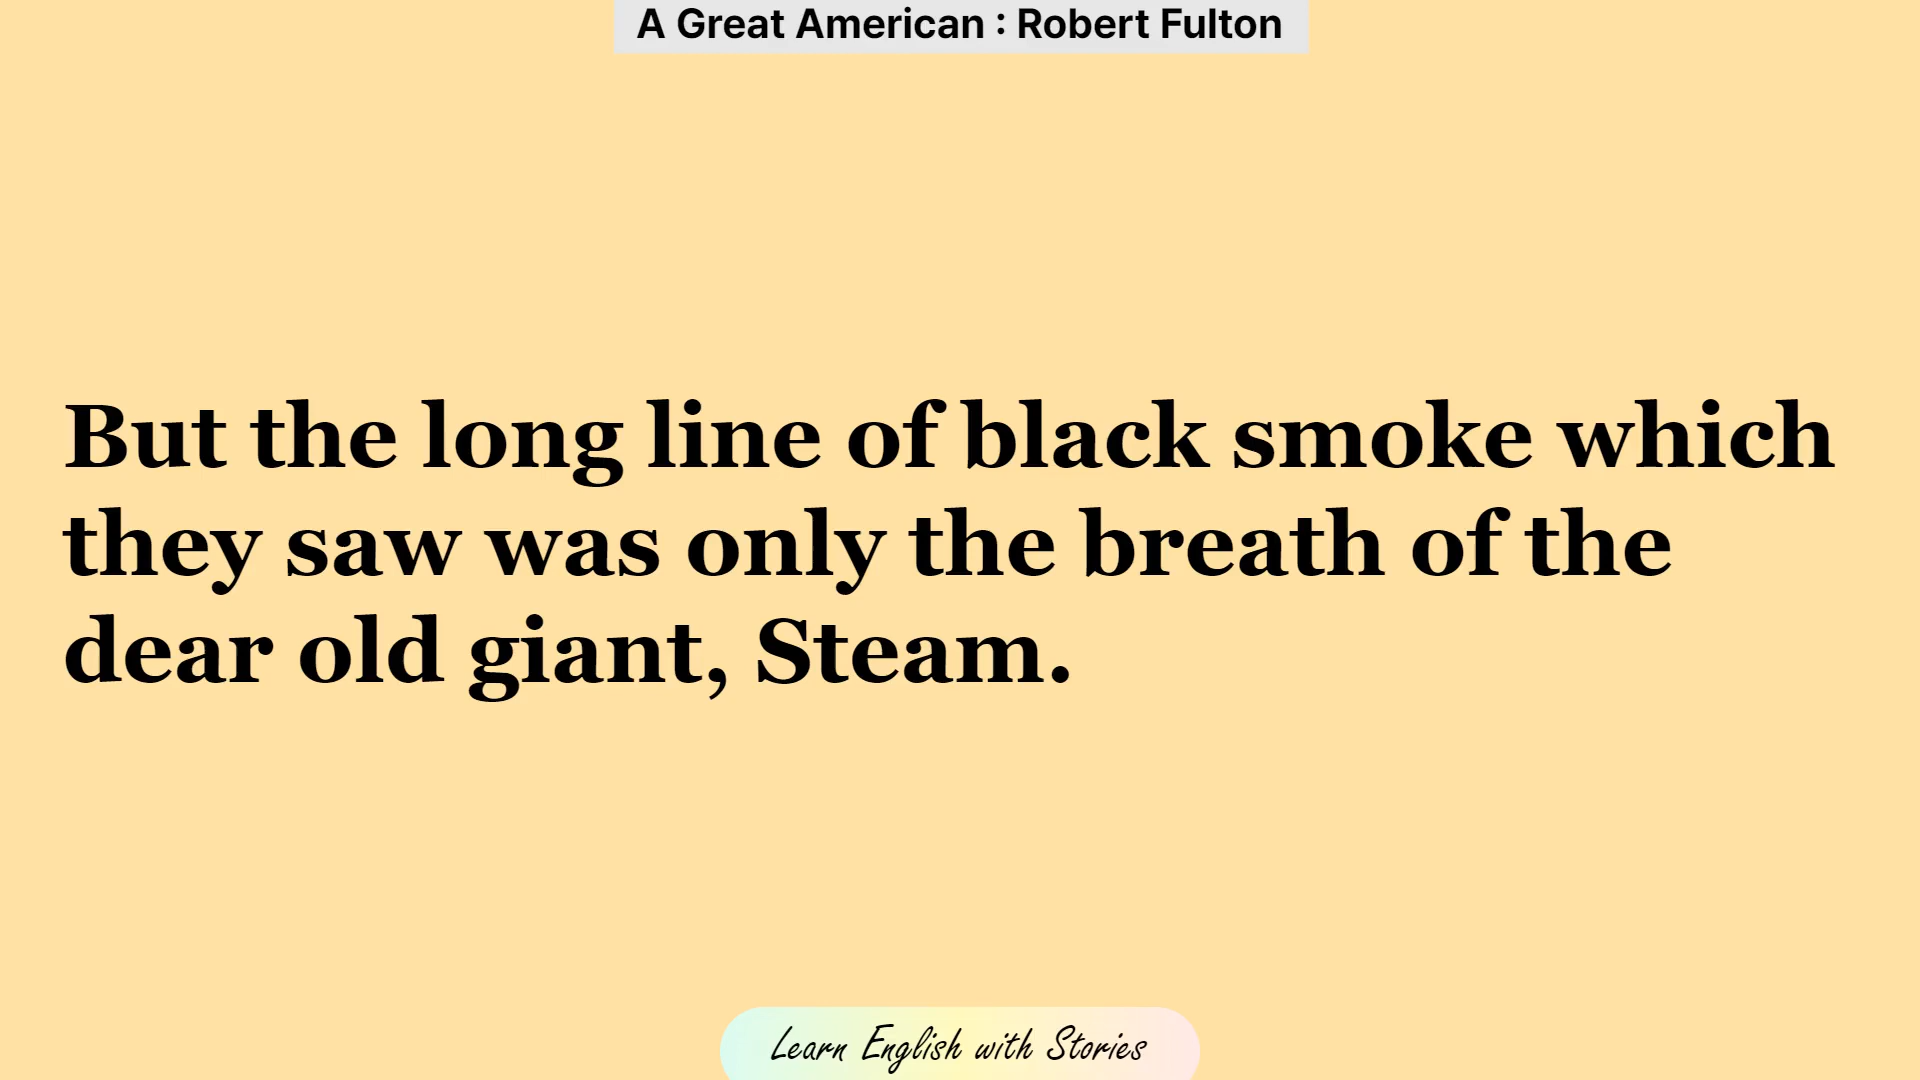 A Great American : Robert Fulton
But the long line of black smoke which
they saw was only the breath of the
dear old giant, Steam.
Learn English with Stories